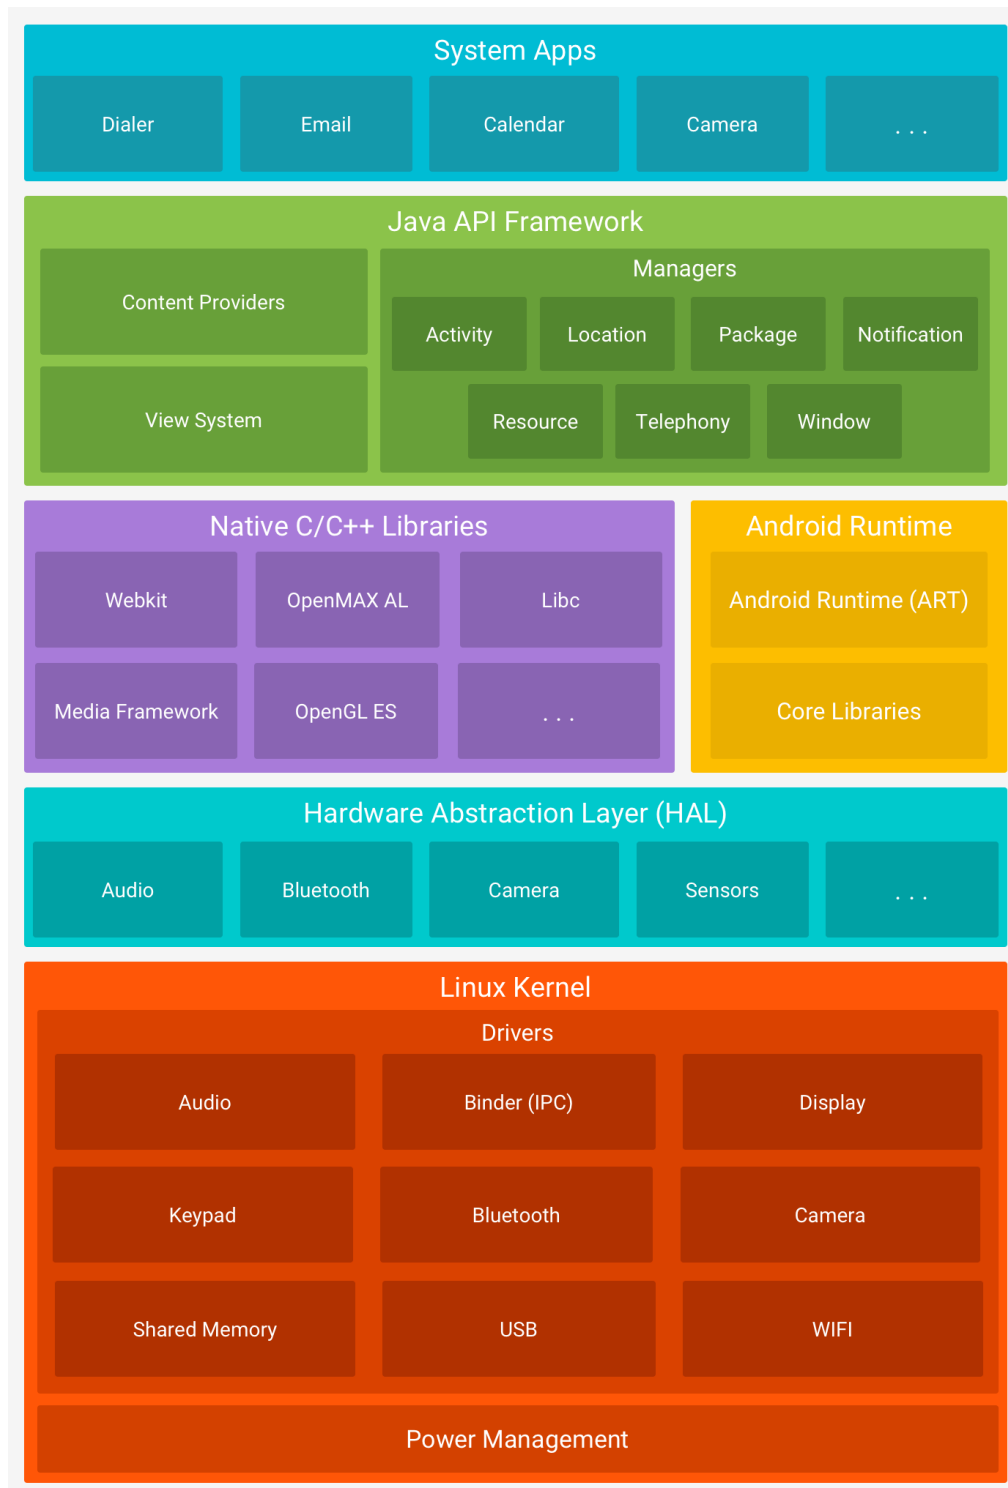 System Apps
Dialer
Email
Calendar
Camera
. . .
Java API Framework
Content Providers
View System
Managers
Activity
Location
Package
Notification
Resource
Telephony
Window
Native C/C++ Libraries
Webkit
OpenMAX AL
Libc
Media Framework
OpenGL ES
. . .
Android Runtime
Android Runtime (ART)
Core Libraries
Hardware Abstraction Layer (HAL)
Audio
Bluetooth
Camera
Sensors
. . .
Linux Kernel
Drivers
Audio
Binder (IPC)
Display
Keypad
Bluetooth
Camera
Shared Memory
USB
WIFI
Power Management